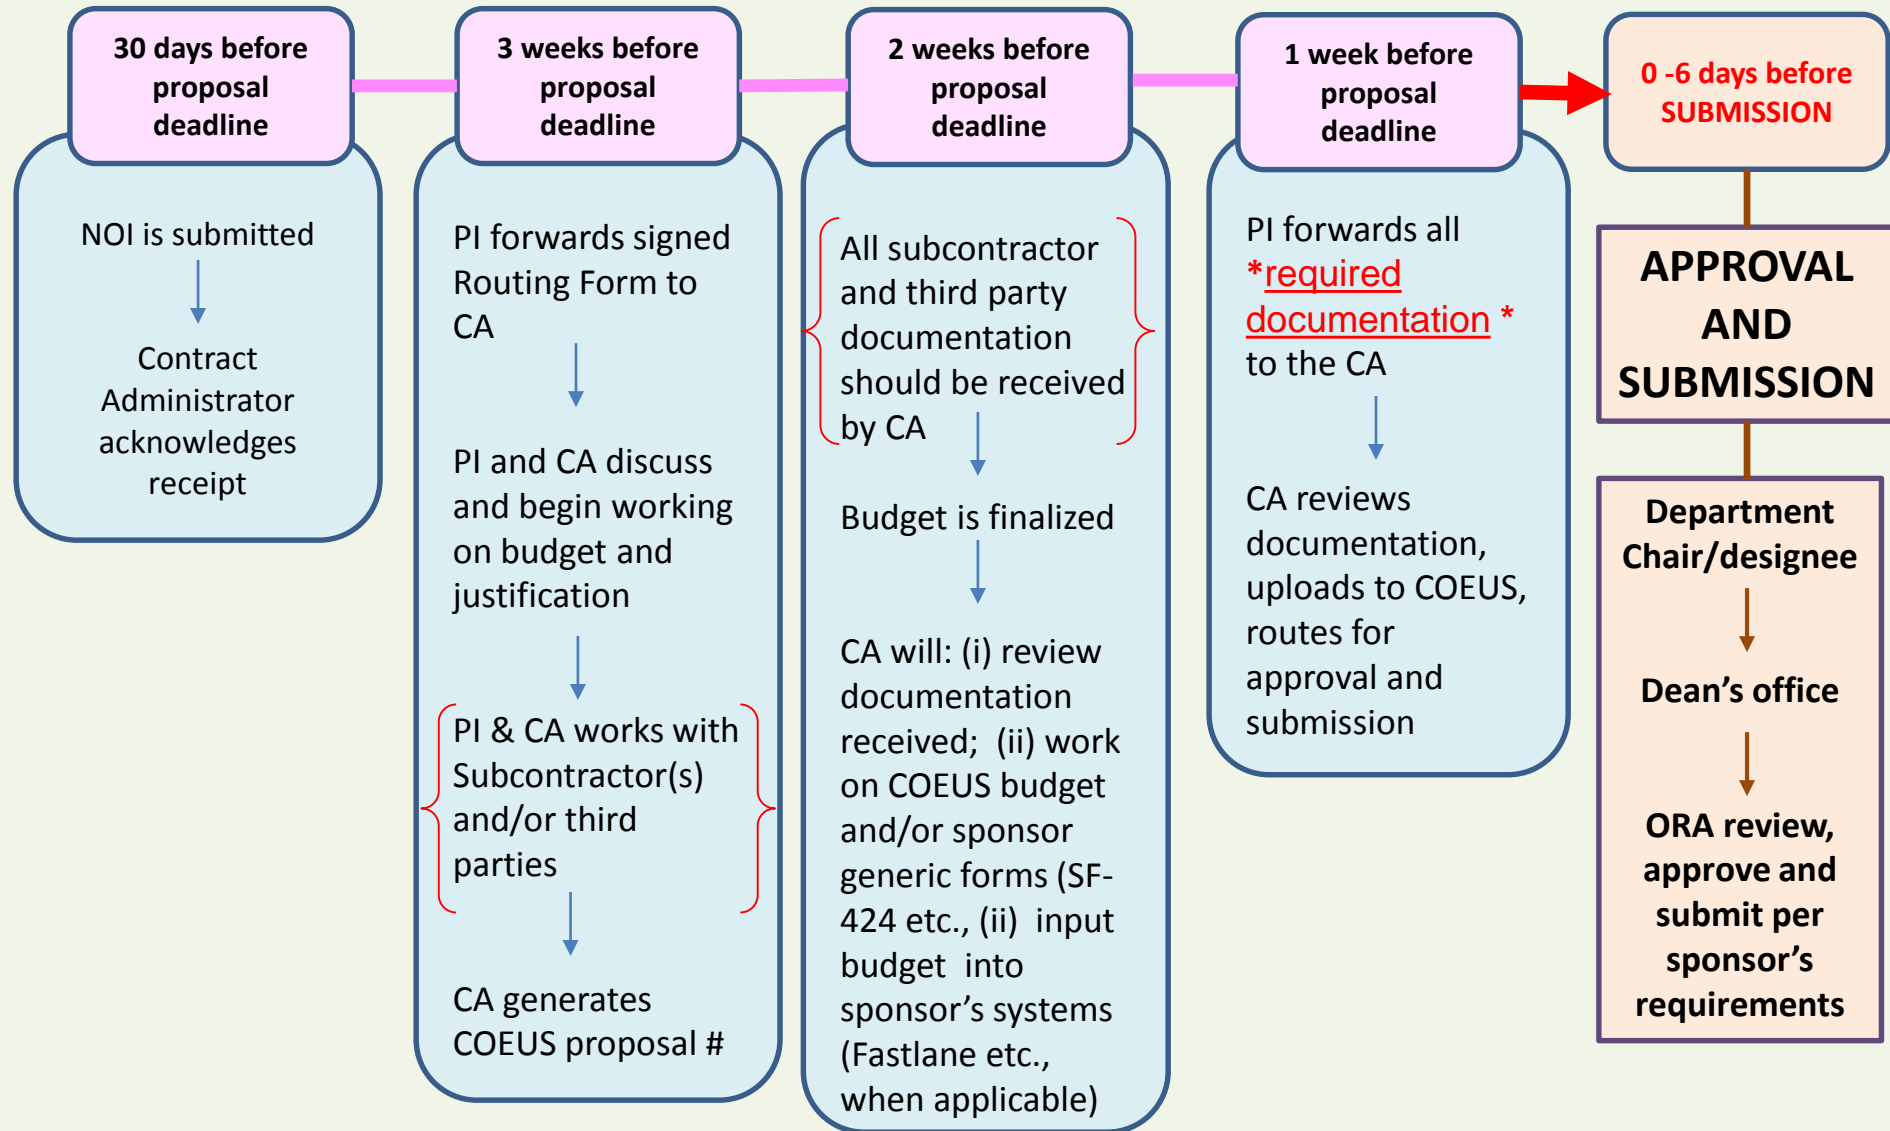 30 days before
proposal
deadline
NOI is submitted
Contract
Administrator
acknowledges
receipt
3 weeks before
proposal
deadline
PI forwards signed
Routing Form to
CA
PI and CA discuss
and begin working
on budget and
justification
PI & CA works with
Subcontractor(s)
and/or third
parties
CA generates
COEUS proposal #
2 weeks before
proposal
deadline
All subcontractor
and third party
documentation
should be received
by CA
Budget is finalized
CA will: (i) review
documentation
received; (ii) work
on COEUS budget
and/or sponsor
generic forms (SF-
424 etc., (ii) input
budget into
sponsor’s systems
(Fastlane etc.,
when applicable)
1 week before
proposal
deadline
PI forwards all
*required
documentation *
to the CA
CA reviews
documentation,
uploads to COEUS,
routes for
approval and
submission
0 -6 days before
SUBMISSION
APPROVAL
AND
SUBMISSION
Department
Chair/designee
Dean’s office
ORA review,
approve and
submit per
sponsor’s
requirements